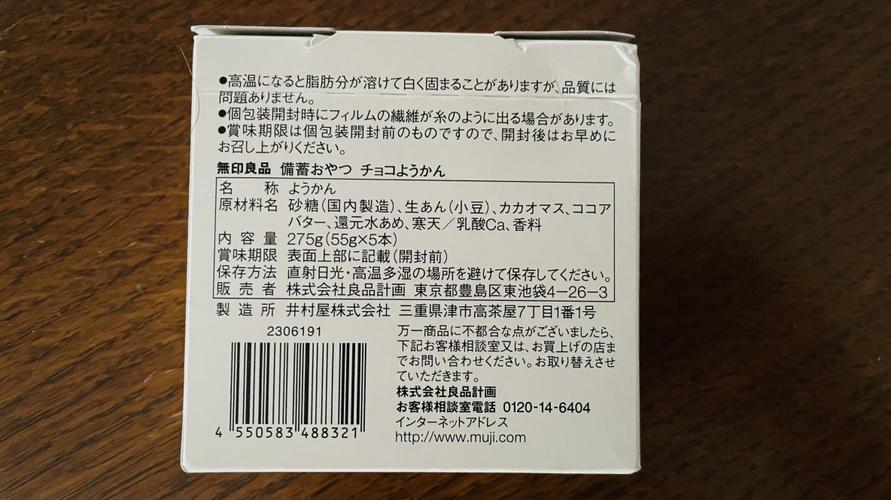 ●高温になると脂肪分が溶けて白く固まることがありますが、品質には
問題ありません。
●個包装開封時にフィルムの繊維が糸のように出る場合があります。
●賞味期限は個包装開封前のものですので、開封後はお早めに
お召し上がりください。
無印良品 備蓄おやつ チョコようかん
名称 ようかん
原材料名 砂糖(国内製造)、生あん(小豆)、カカオマス、ココア
バター、還元水あめ、寒天/乳酸Ca、香料
内容量 275g(55g×5本)
賞味期限 表面上部に記載(開封前)
保存方法 直射日光・高温多湿の場所を避けて保存してください。
販売者 株式会社良品計画 東京都豊島区東池袋4-26-3
製造所 井村屋株式会社 三重県津市高茶屋7丁目1番1号
2306191
4 550583 488321
万一商品に不都合な点がございましたら、
下記お客様相談室又は、お買上げの店ま
でお問い合わせください。お取り替えさせ
ていただきます。
株式会社良品計画
お客様相談室電話 0120-14-6404
インターネットアドレス
http://www.muji.com